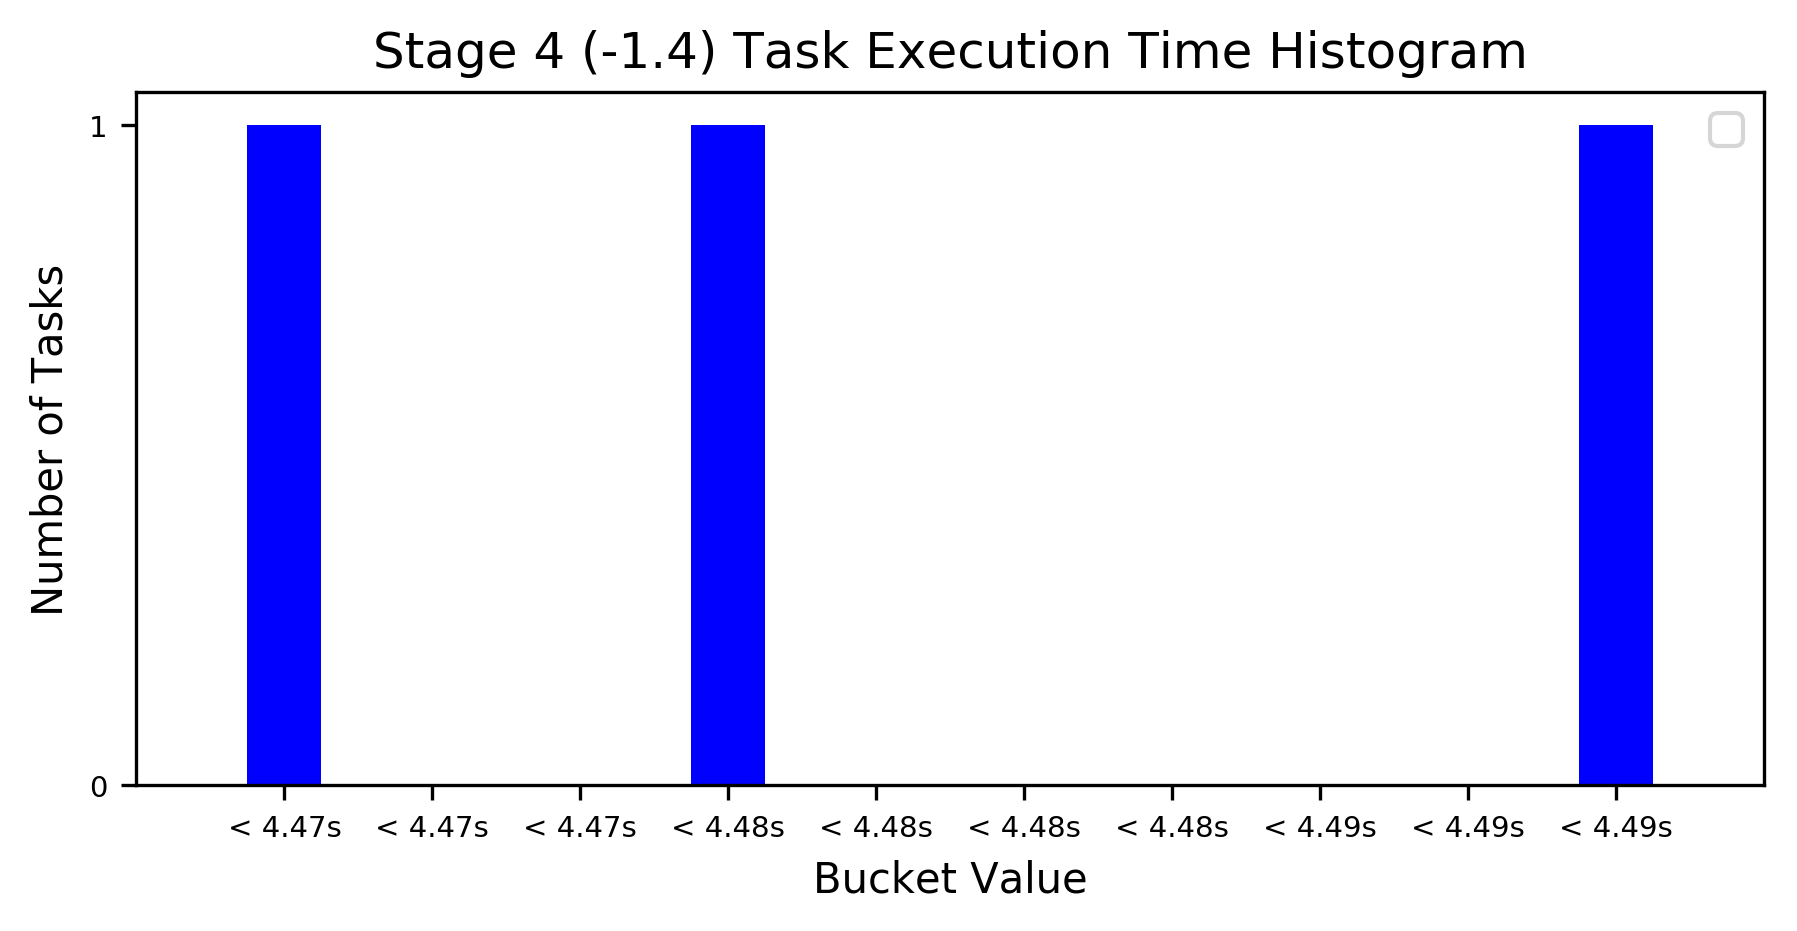 Stage 4 (-1.4) Task Execution Time Histogram
1
Number of Tasks
0
< 4.47s < 4.47s < 4.47s < 4.48s < 4.48s < 4.48s < 4.48s < 4.49s < 4.49s < 4.49s
Bucket Value